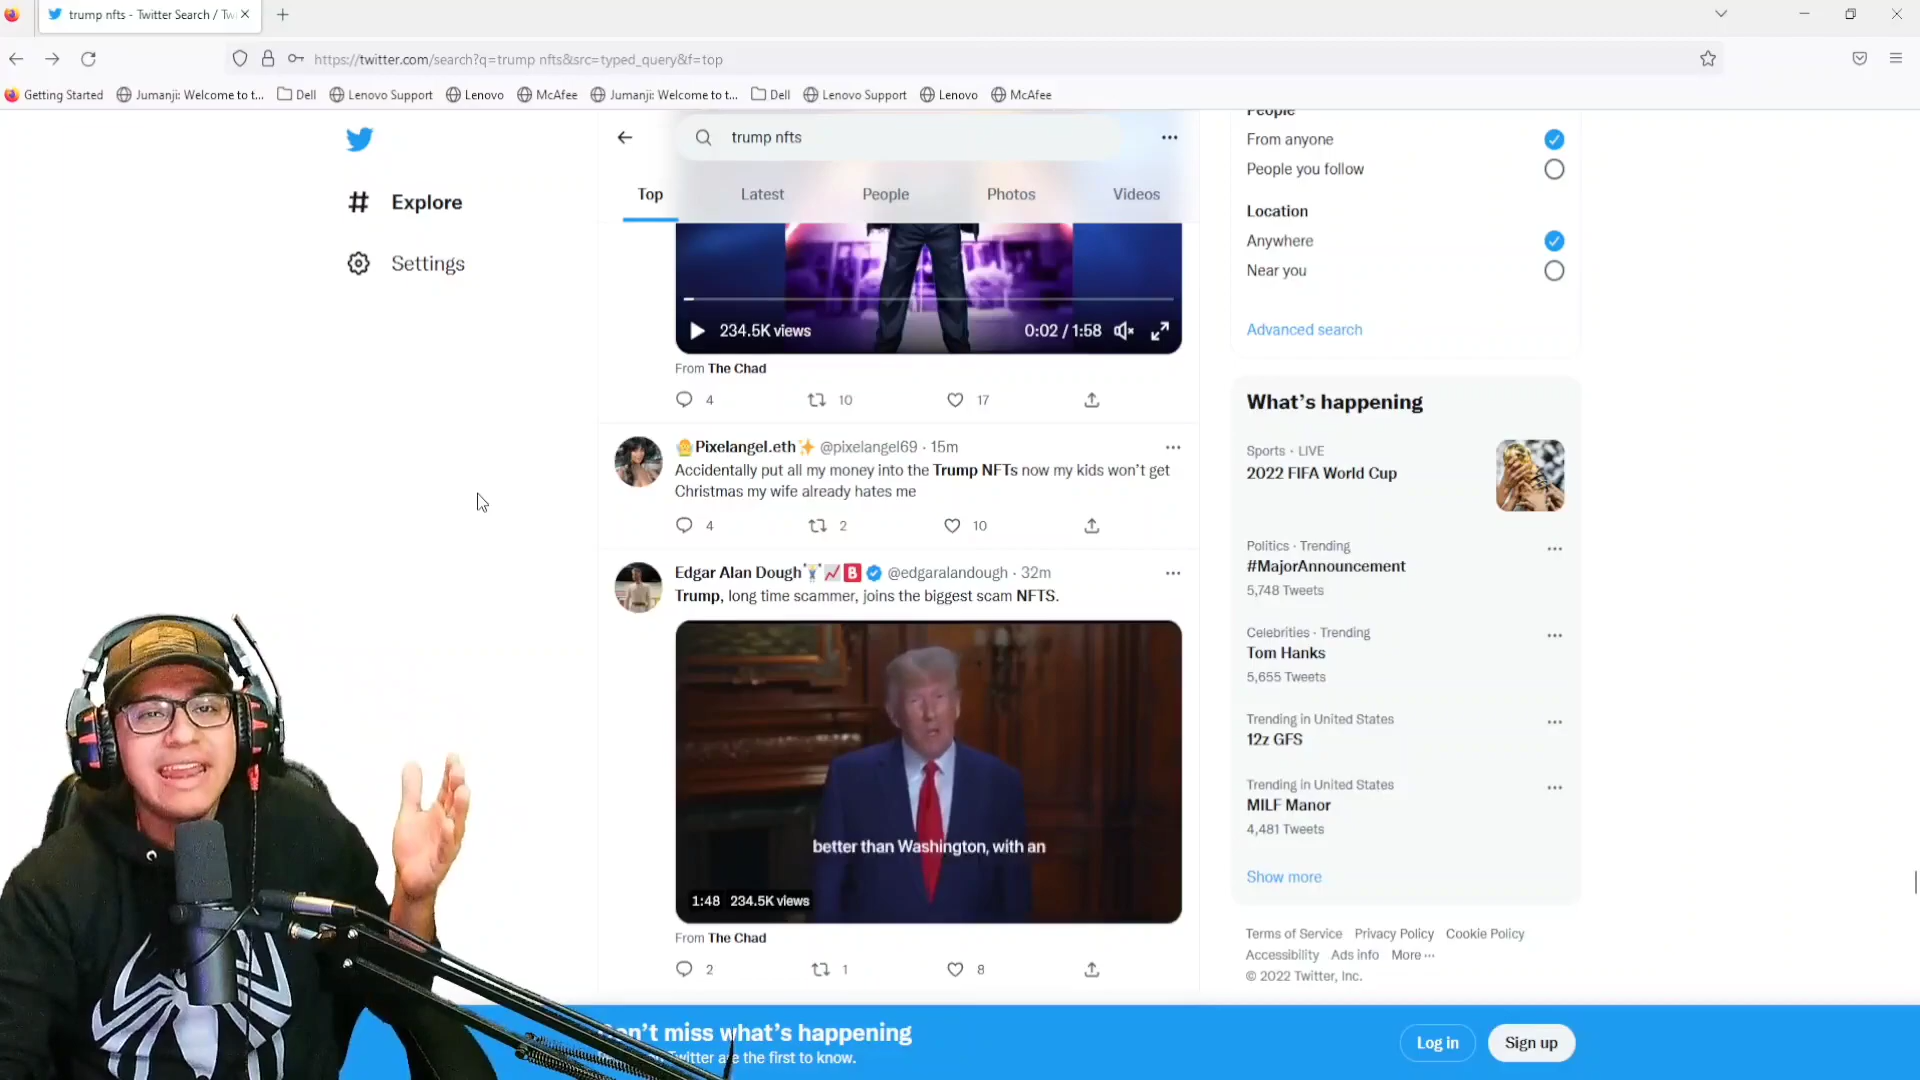 trump nfts - Twitter Search / Tw
https://twitter.com/search?q=trump nfts&src=typed_query&f=top
Getting Started
Jumanji: Welcome to t...
Dell
Lenovo Support
Lenovo
McAfee
Jumanji: Welcome to t...
Dell
Lenovo Support
Lenovo
McAfee
Explore
Settings
trump nfts
Top
Latest
People
Photos
Videos
234.5K views
0:02 / 1:58
From The Chad
4
10
17
Pixelangel.eth @pixelangel69 · 15m
Accidentally put all my money into the Trump NFTs now my kids won't get
Christmas my wife already hates me
4
2
10
Edgar Alan Dough B @edgaralandough · 32m
Trump, long time scammer, joins the biggest scam NFTS.
better than Washington, with an
1:48 234.5K views
From The Chad
2
1
8
People
From anyone
People you follow
Location
Anywhere
Near you
Advanced search
What's happening
Sports · LIVE
2022 FIFA World Cup
Politics · Trending
#MajorAnnouncement
5,748 Tweets
Celebrities · Trending
Tom Hanks
5,655 Tweets
Trending in United States
12z GFS
Trending in United States
MILF Manor
4,481 Tweets
Show more
Terms of Service Privacy Policy Cookie Policy
Accessibility Ads info More ···
© 2022 Twitter, Inc.
miss what's happening
the first to know.
Log in
Sign up